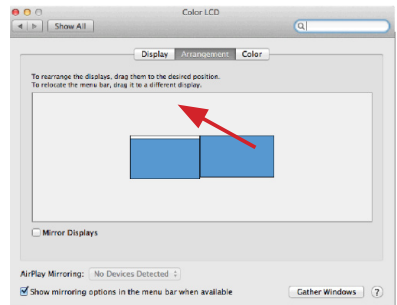 Color LCD
Show All
Display Arrangement Color
To rearrange the displays, drag them to the desired position.
To relocate the menu bar, drag it to a different display.
Mirror Displays
AirPlay Mirroring: No Devices Detected
Show mirroring options in the menu bar when available
Gather Windows ?